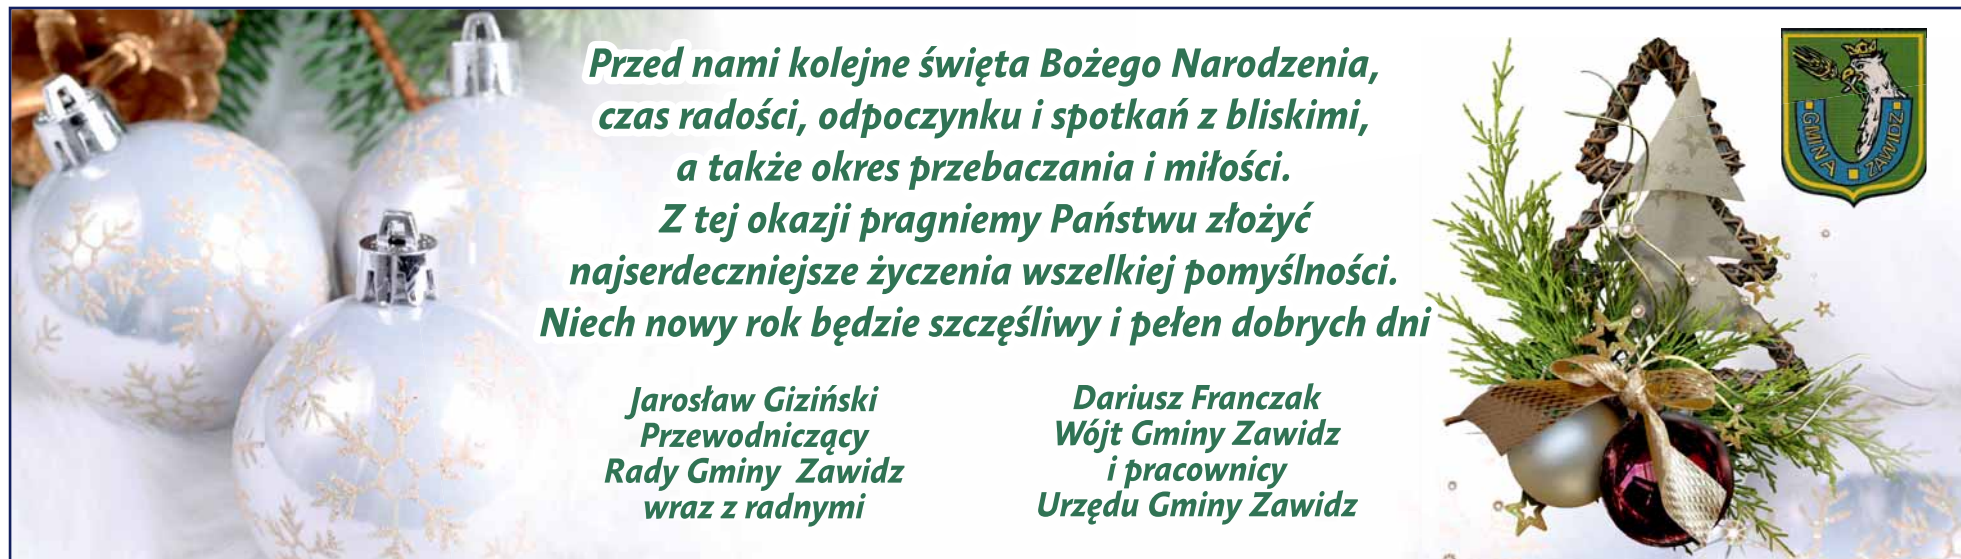 Przed nami kolejne święta Bożego Narodzenia,
czas radości, odpoczynku i spotkań z bliskimi,
a także okres przebaczania i miłości.
Z tej okazji pragniemy Państwu złożyć
najserdeczniejsze życzenia wszelkiej pomyślności.
Niech nowy rok będzie szczęśliwy i pełen dobrych dni
Jarosław Giziński
Przewodniczący
Rady Gminy Zawidz
wraz z radnymi
Dariusz Franczak
Wójt Gminy Zawidz
i pracownicy
Urzędu Gminy Zawidz
GMINA ZAWIDZ